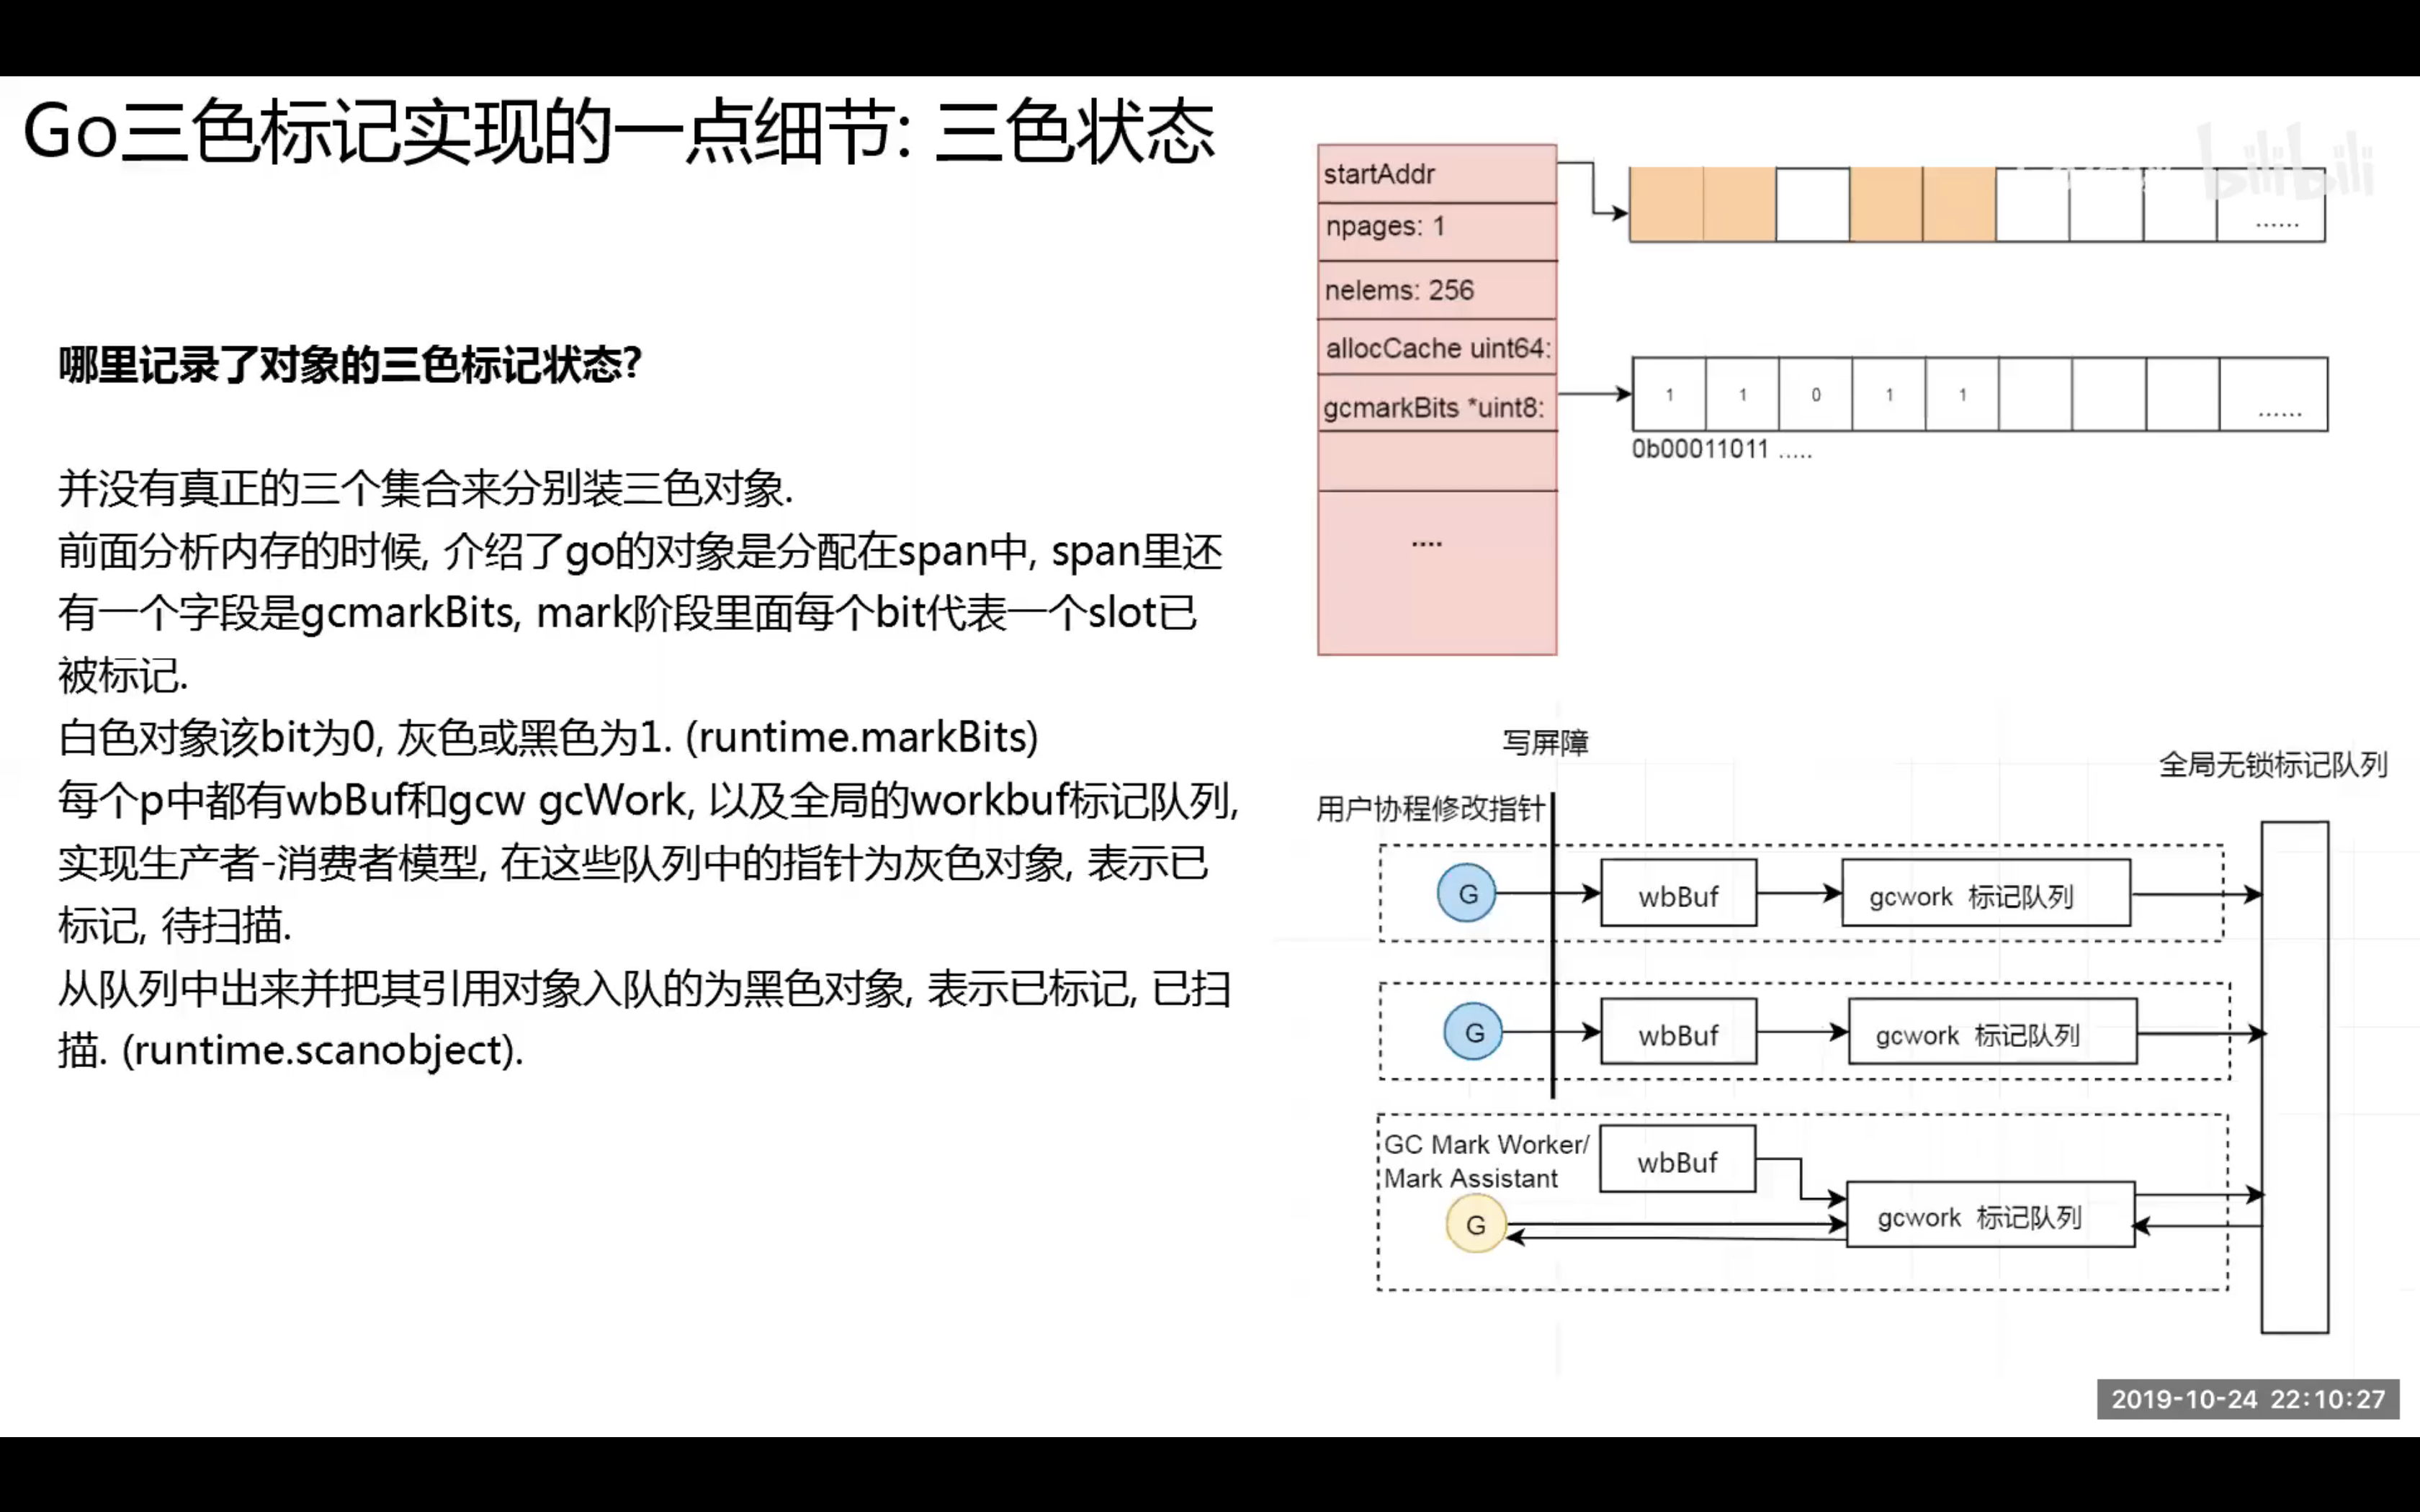 Go三色标记实现的一点细节: 三色状态
哪里记录了对象的三色标记状态?
并没有真正的三个集合来分别装三色对象.
前面分析内存的时候, 介绍了go的对象是分配在span中, span里还
有一个字段是gcmarkBits, mark阶段里面每个bit代表一个slot已
被标记.
白色对象该bit为0, 灰色或黑色为1. (runtime.markBits)
每个p中都有wbBuf和gcw gcWork, 以及全局的workbuf标记队列,
实现生产者-消费者模型, 在这些队列中的指针为灰色对象, 表示已
标记, 待扫描.
从队列中出来并把其引用对象入队的为黑色对象, 表示已标记, 已扫
描. (runtime.scanobject).
startAddr
npages: 1
nelems: 256
allocCache uint64:
gcmarkBits *uint8:
....
......
bilibili
1 1 0 1 1 ......
0b00011011 .....
写屏障
全局无锁标记队列
用户协程修改指针
G wbBuf gcwork 标记队列
G wbBuf gcwork 标记队列
GC Mark Worker/
Mark Assistant
wbBuf
G gcwork 标记队列
2019-10-24 22:10:27